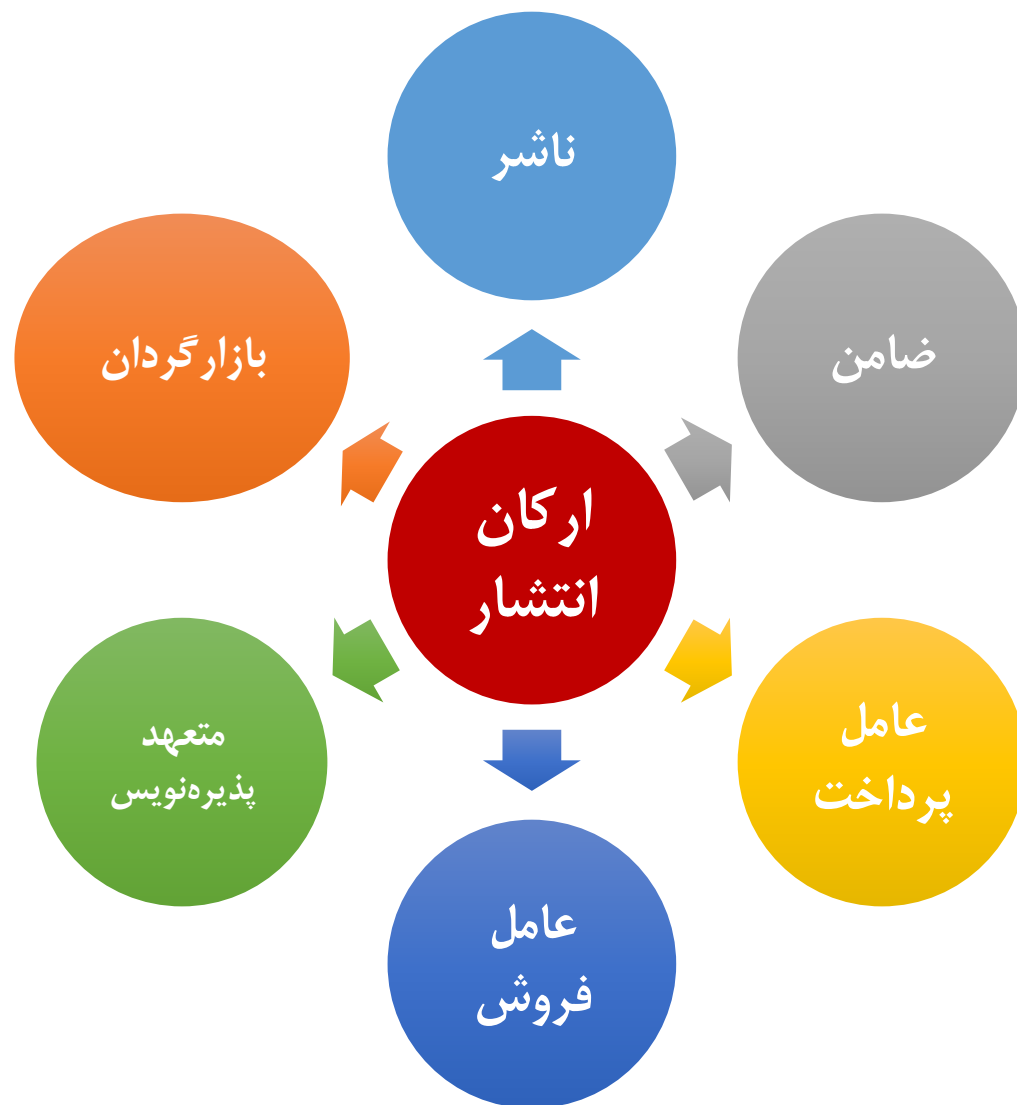 ناشر
ضامن
بازارگردان
ارکان
انتشار
عامل
پرداخت
متعهد
پذیره‌نویس
عامل
فروش